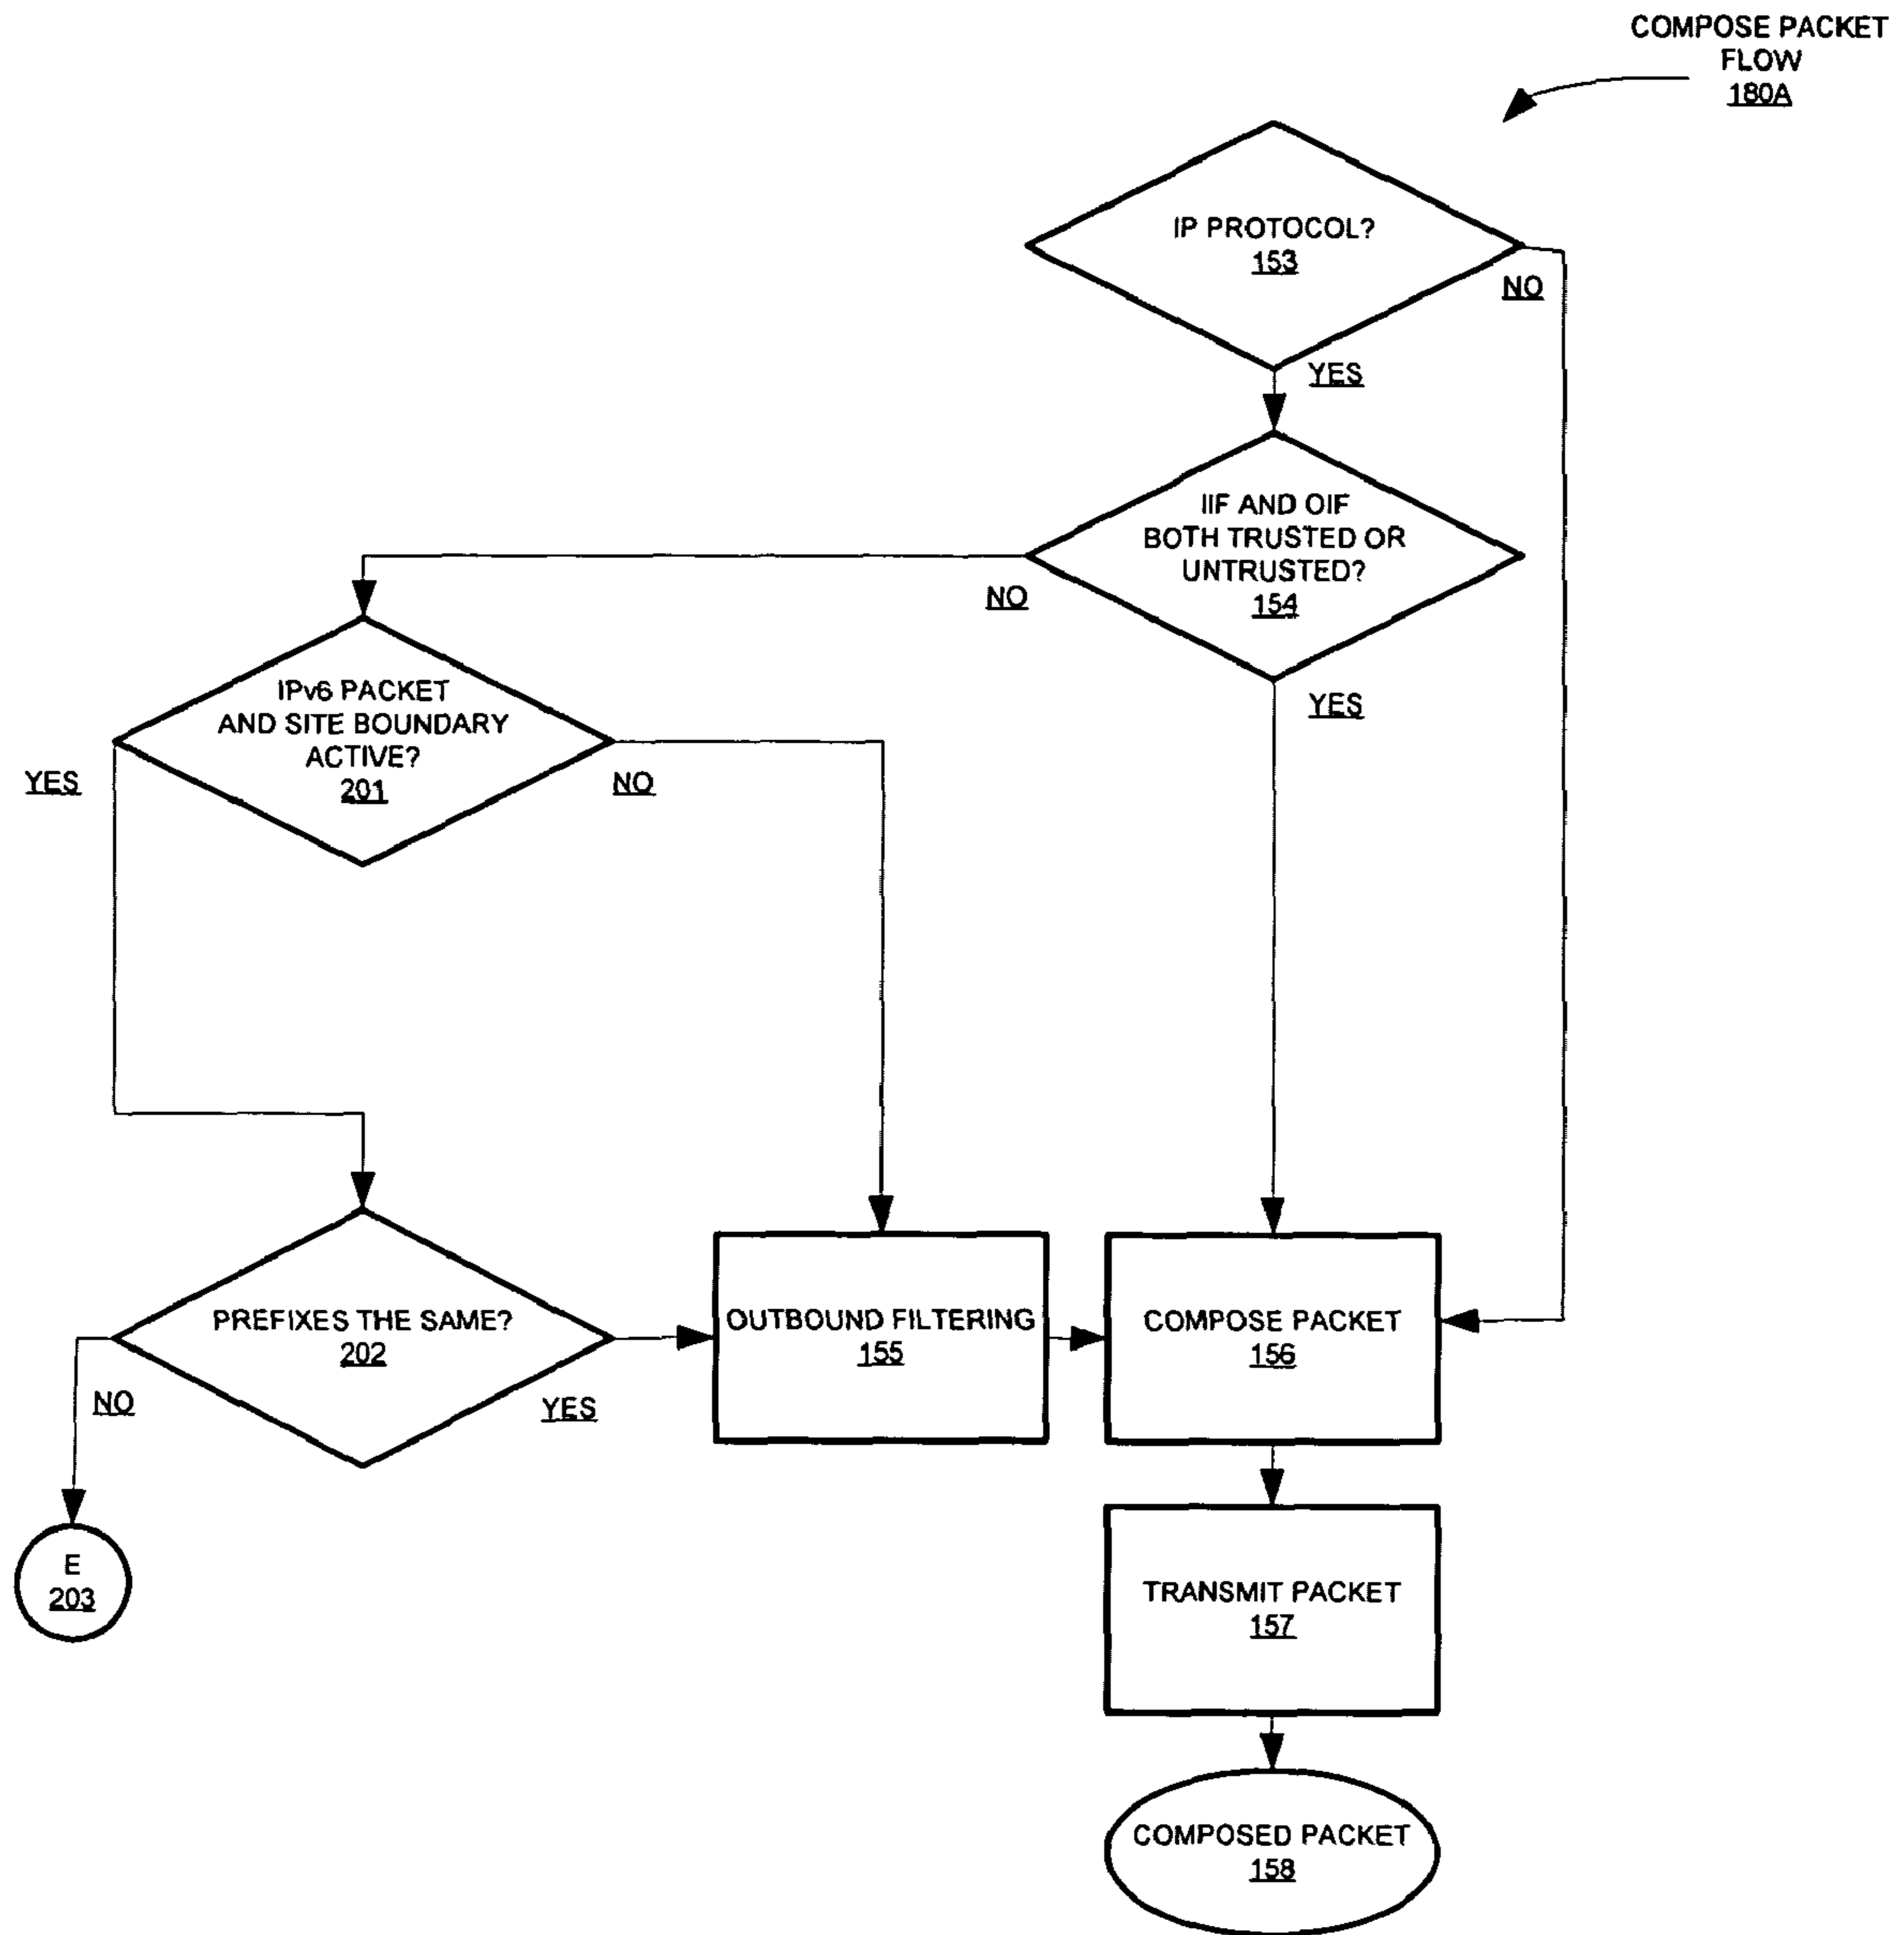 COMPOSE PACKET
FLOW
180A
IP PROTOCOL?
153
NO
YES
IIF AND OIF
BOTH TRUSTED OR
UNTRUSTED?
154
NO
YES
IPv6 PACKET
AND SITE BOUNDARY
ACTIVE?
201
YES
NO
PREFIXES THE SAME?
202
NO
YES
OUTBOUND FILTERING
155
COMPOSE PACKET
156
E
203
TRANSMIT PACKET
157
COMPOSED PACKET
158